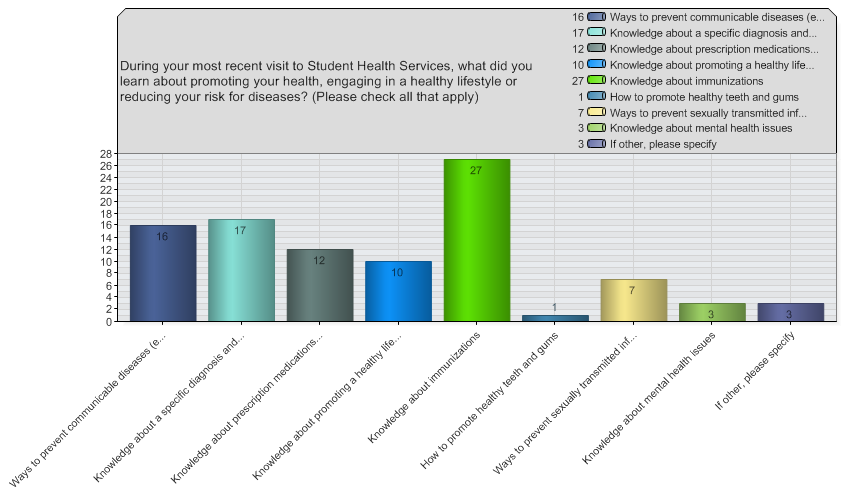 During your most recent visit to Student Health Services, what did you
learn about promoting your health, engaging in a healthy lifestyle or
reducing your risk for diseases? (Please check all that apply)
16 Ways to prevent communicable diseases (e...
17 Knowledge about a specific diagnosis and...
12 Knowledge about prescription medications...
10 Knowledge about promoting a healthy life...
27 Knowledge about immunizations
1 How to promote healthy teeth and gums
7 Ways to prevent sexually transmitted inf...
3 Knowledge about mental health issues
3 If other, please specify
28
26
24
22
20
18
16
14
12
10
8
6
4
2
0
16
17
12
10
27
1
7
3
3
Ways to prevent communicable diseases (e...
Knowledge about a specific diagnosis and...
Knowledge about prescription medications...
Knowledge about promoting a healthy life...
Knowledge about immunizations
How to promote healthy teeth and gums
Ways to prevent sexually transmitted inf...
Knowledge about mental health issues
If other, please specify